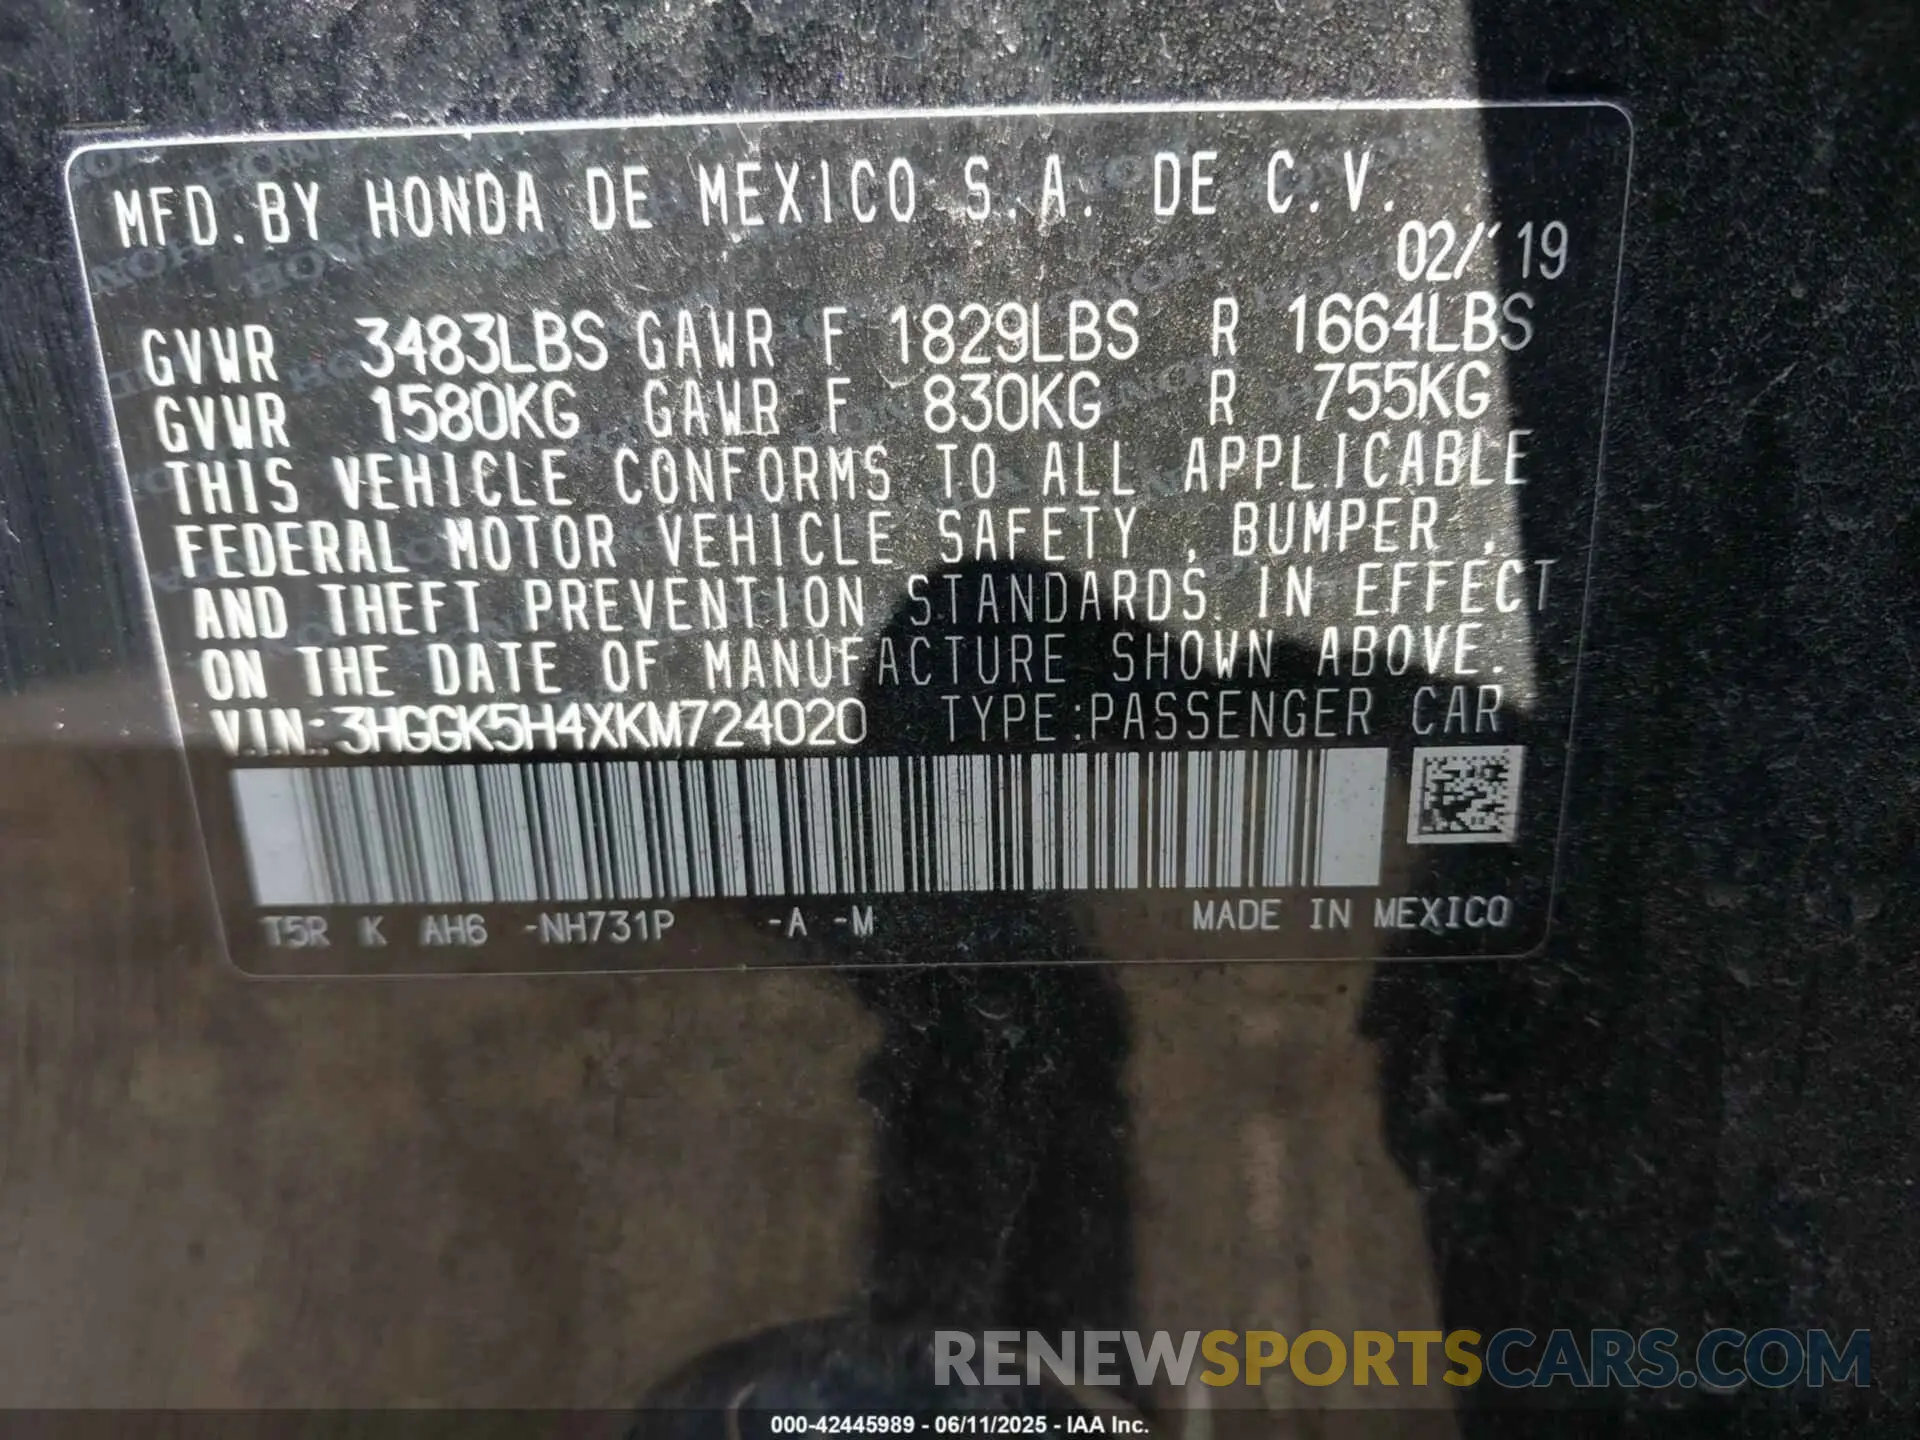 MFD.BY HONDA DE MEXICO S.A. DE C.V.
02/'19
GVWR 3483LBS GAWR F 1829LBS R 1664LBS
GVWR 1580KG GAWR F 830KG R 755KG
THIS VEHICLE CONFORMS TO ALL APPLICABLE
FEDERAL MOTOR VEHICLE SAFETY , BUMPER ,
AND THEFT PREVENTION STANDARDS IN EFFECT
ON THE DATE OF MANUFACTURE SHOWN ABOVE.
VIN:3HGGK5H4XKM724020 TYPE:PASSENGER CAR
T5R K AH6 -NH731P -A -M MADE IN MEXICO
RENEWSPORTSCARS.COM
000-42445989 - 06/11/2025 - IAA Inc.